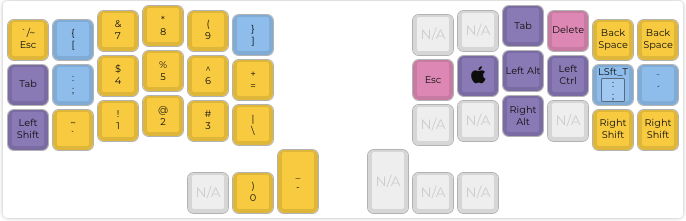 `/~
Esc
{
[
&
7
*
8
(
9
}
]
N/A
N/A
Tab
Delete
Back
Space
Back
Space
Tab
:
;
$
4
%
5
^
6
+
=
Esc
Left Alt
Left
Ctrl
LSft_T
:
;
Left
Shift
~
`
!
1
@
2
#
3
|
\
N/A
N/A
Right
Alt
N/A
Right
Shift
Right
Shift
N/A
)
0
_
-
N/A
N/A
N/A